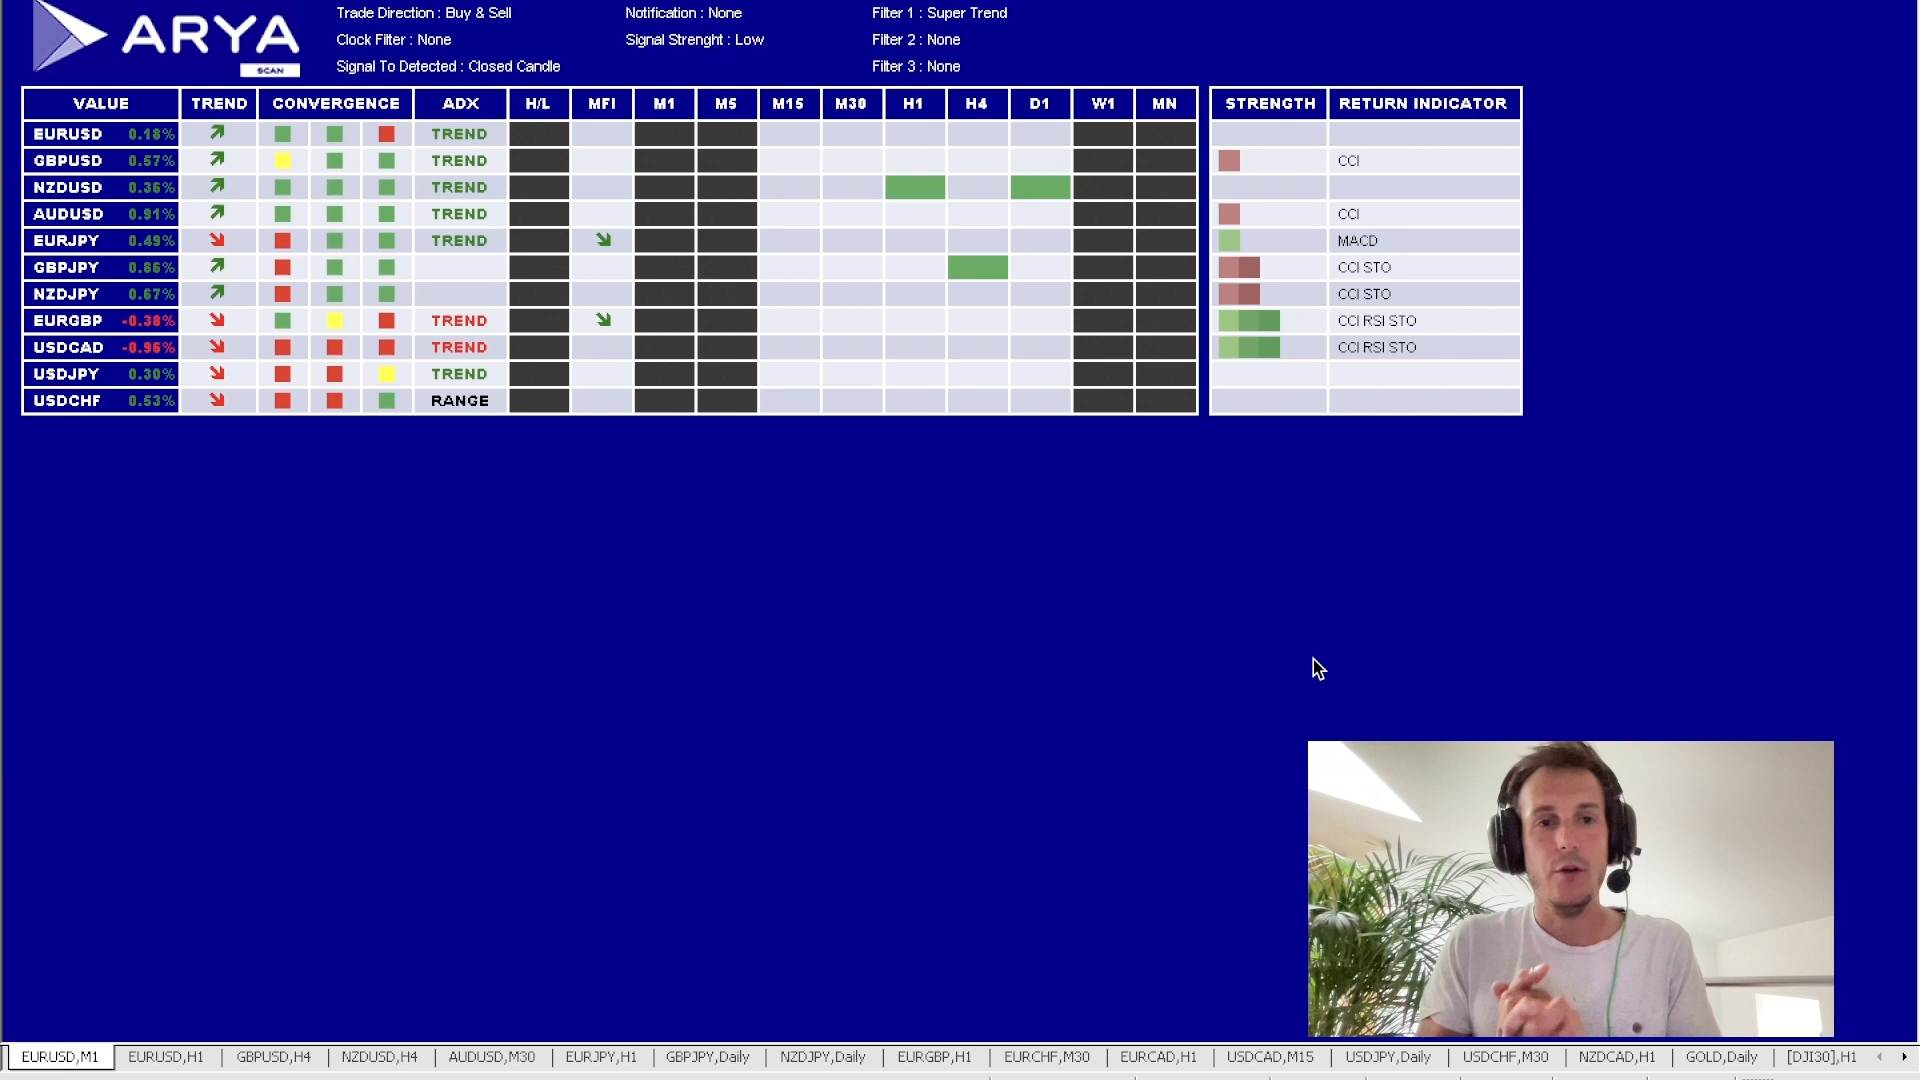 ARYA
SCAN
Trade Direction : Buy & Sell
Clock Filter : None
Signal To Detected : Closed Candle
Notification : None
Signal Strenght : Low
Filter 1 : Super Trend
Filter 2 : None
Filter 3 : None
VALUE TREND CONVERGENCE ADX H/L MFI M1 M5 M15 M30 H1 H4 D1 W1 MN STRENGTH RETURN INDICATOR
EURUSD 0.18% TREND
GBPUSD 0.57% TREND CCI
NZDUSD 0.36% TREND
AUDUSD 0.91% TREND CCI
EURJPY 0.49% TREND MACD
GBPJPY 0.86% CCI STO
NZDJPY 0.67% CCI STO
EURGBP -0.38% TREND CCI RSI STO
USDCAD -0.96% TREND CCI RSI STO
USDJPY 0.30% TREND
USDCHF 0.53% RANGE
EURUSD,M1 EURUSD,H1 GBPUSD,H4 NZDUSD,H4 AUDUSD,M30 EURJPY,H1 GBPJPY,Daily NZDJPY,Daily EURGBP,H1 EURCHF,M30 EURCAD,H1 USDCAD,M15 USDJPY,Daily USDCHF,M30 NZDCAD,H1 GOLD,Daily [DJI30],H1